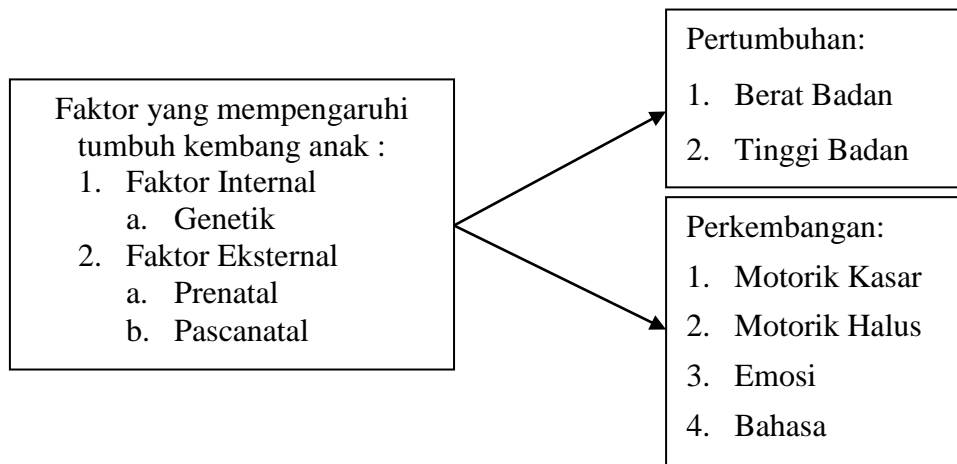 Faktor yang mempengaruhi
tumbuh kembang anak :
1. Faktor Internal
a. Genetik
2. Faktor Eksternal
a. Prenatal
b. Pascanatal
Pertumbuhan:
1. Berat Badan
2. Tinggi Badan
Perkembangan:
1. Motorik Kasar
2. Motorik Halus
3. Emosi
4. Bahasa